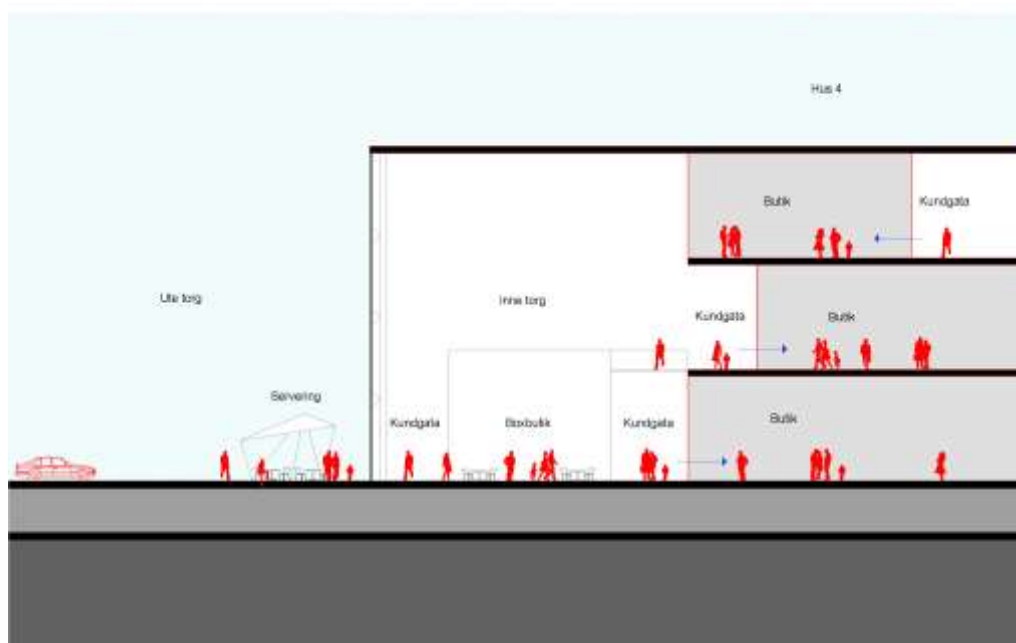 Hus 4
Butik
Kundgata
Ute torg
Inne torg
Kundgata
Butik
Servering
Kundgata
Boxbutik
Kundgata
Butik